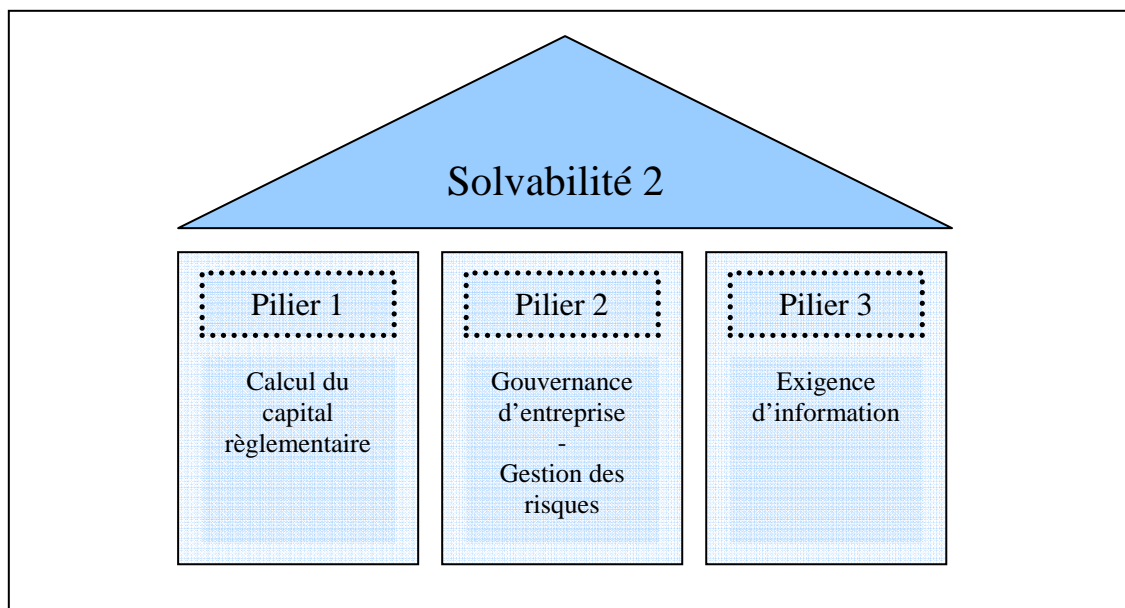 Solvabilité 2
Pilier 1
Calcul du
capital
règlementaire
Pilier 2
Gouvernance
d’entreprise
-
Gestion des
risques
Pilier 3
Exigence
d’information